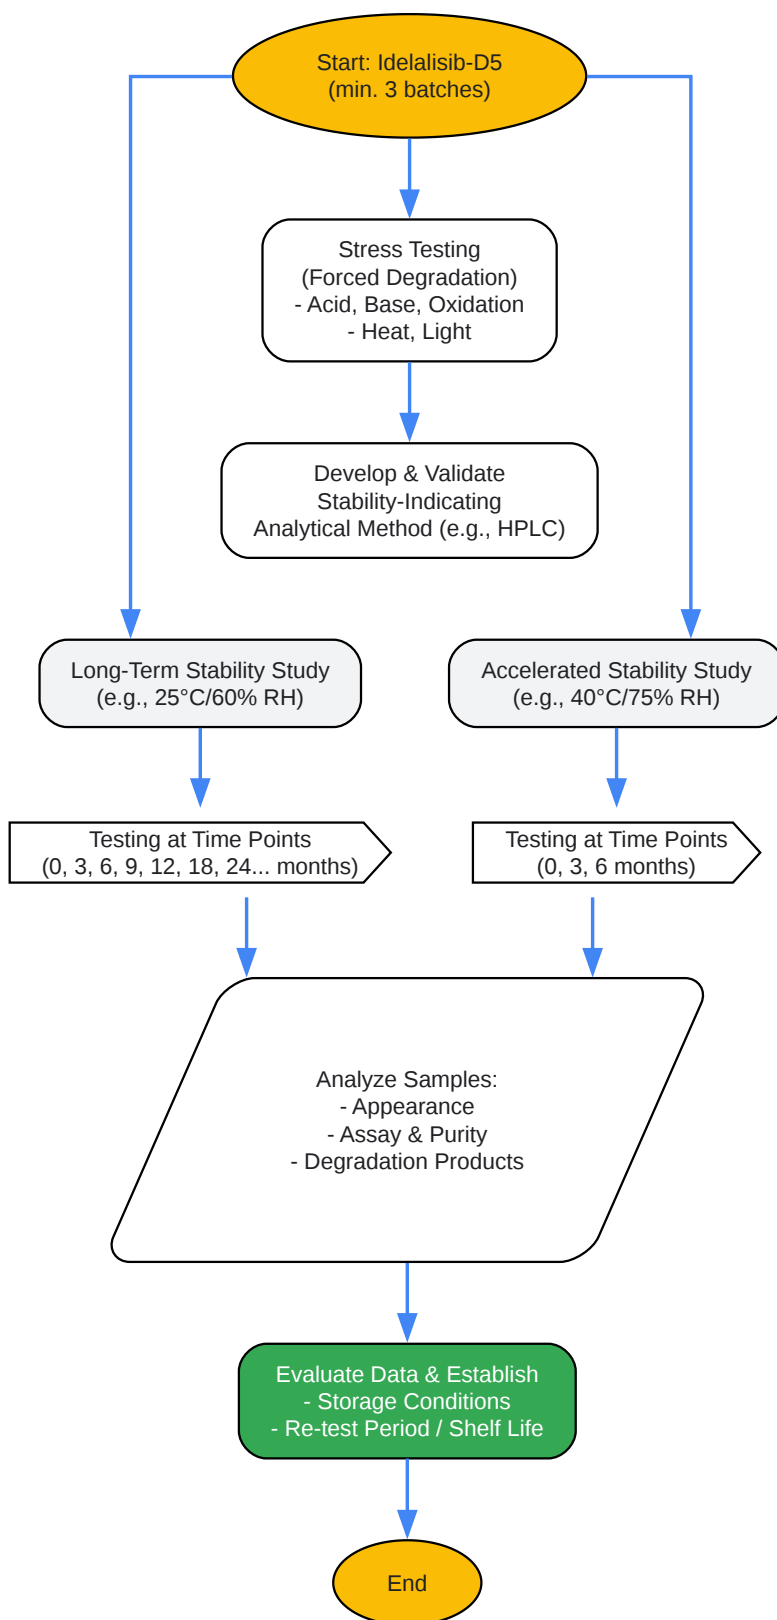 Start: Idelalisib-D5
(min. 3 batches)
Stress Testing
(Forced Degradation)
- Acid, Base, Oxidation
- Heat, Light
Develop & Validate
Stability-Indicating
Analytical Method (e.g., HPLC)
Long-Term Stability Study
(e.g., 25°C/60% RH)
Accelerated Stability Study
(e.g., 40°C/75% RH)
Testing at Time Points
(0, 3, 6, 9, 12, 18, 24... months)
Testing at Time Points
(0, 3, 6 months)
Analyze Samples:
- Appearance
- Assay & Purity
- Degradation Products
Evaluate Data & Establish
- Storage Conditions
- Re-test Period / Shelf Life
End